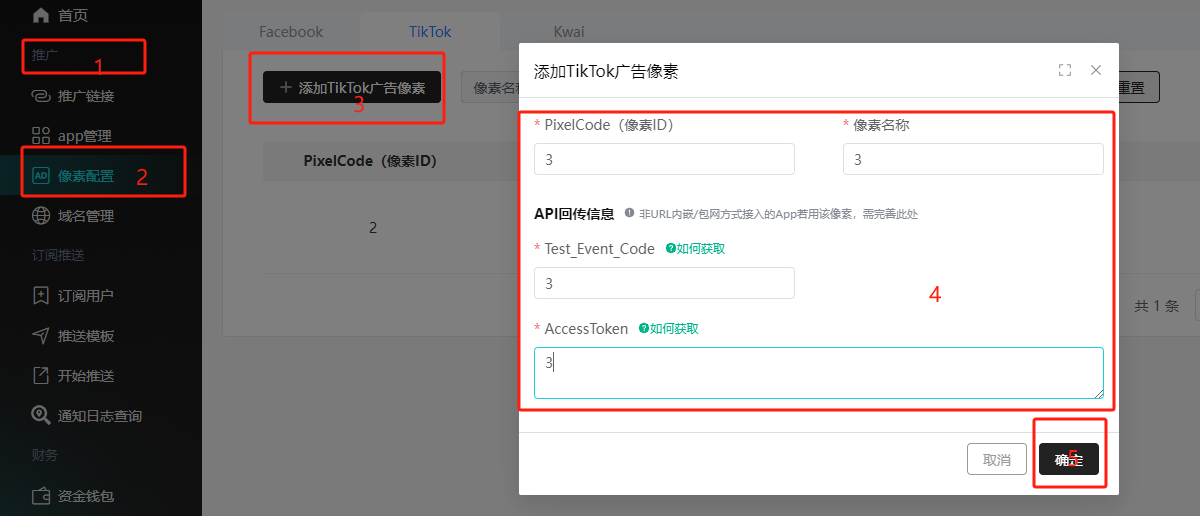 首页
推广
1
推广链接
app管理
AD 像素配置
2
域名管理
订阅推送
订阅用户
推送模板
开始推送
通知日志查询
财务
资金钱包
Facebook
TikTok
Kwai
添加TikTok广告像素
3
像素名称
重置
PixelCode（像素ID）
2
共 1 条
添加TikTok广告像素
* PixelCode（像素ID）
3
* 像素名称
3
API回传信息 非URL内嵌/包网方式接入的App若用该像素，需完善此处
* Test_Event_Code 如何获取
3
4
* AccessToken 如何获取
3
取消
确定
5